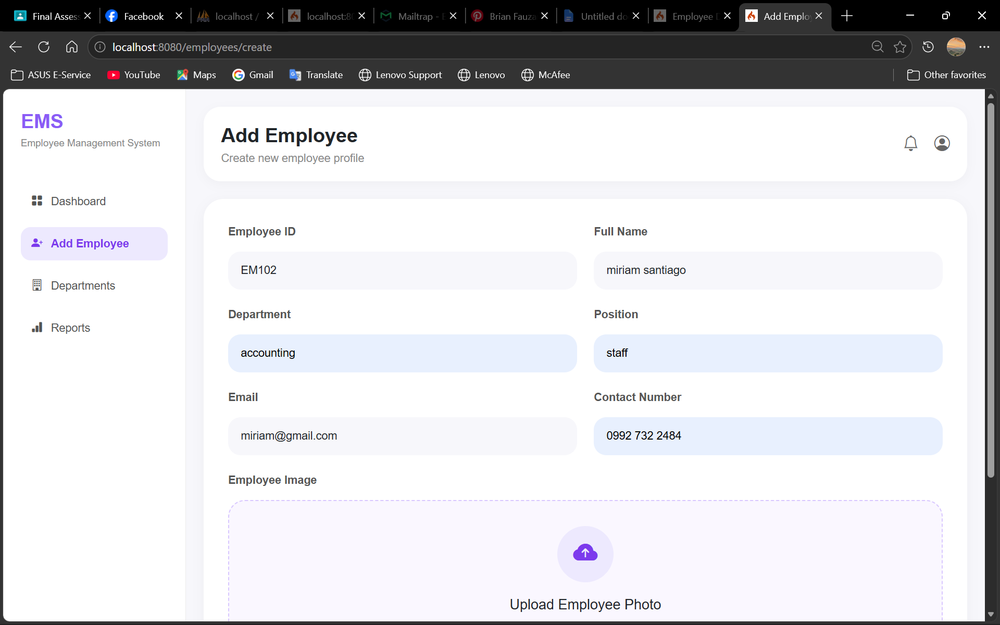 Final Assess
Facebook
localhost /
localhost:80
Mailtrap - E
Brian Fauza
Untitled do
Employee D
Add Emplo
localhost:8080/employees/create
ASUS E-Service
YouTube
Maps
Gmail
Translate
Lenovo Support
Lenovo
McAfee
Other favorites
EMS
Employee Management System
Dashboard
Add Employee
Departments
Reports
Add Employee
Create new employee profile
Employee ID
Full Name
EM102
miriam santiago
Department
Position
accounting
staff
Email
Contact Number
miriam@gmail.com
0992 732 2484
Employee Image
Upload Employee Photo